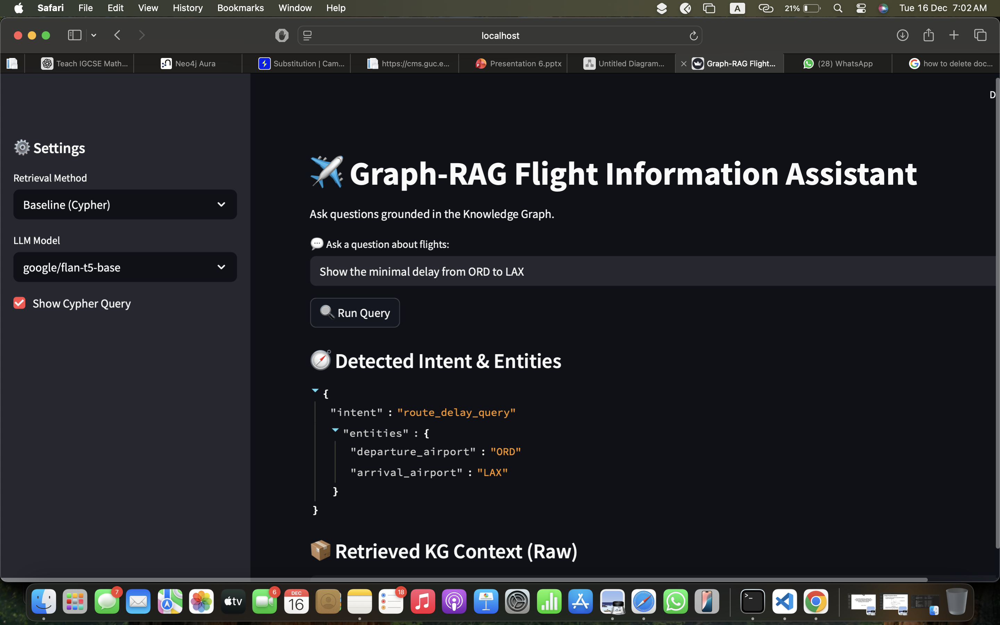 Safari File Edit View History Bookmarks Window Help A 21% Tue 16 Dec 7:02 AM
localhost
Teach IGCSE Math... Neo4j Aura Substitution | Cam... https://cms.guc.e... Presentation 6.pptx Untitled Diagram... Graph-RAG Flight... (28) WhatsApp how to delete doc...
D
Settings
Retrieval Method
Baseline (Cypher)
LLM Model
google/flan-t5-base
Show Cypher Query
Graph-RAG Flight Information Assistant
Ask questions grounded in the Knowledge Graph.
Ask a question about flights:
Show the minimal delay from ORD to LAX
Run Query
Detected Intent & Entities
{
"intent" : "route_delay_query"
"entities" : {
"departure_airport" : "ORD"
"arrival_airport" : "LAX"
}
}
Retrieved KG Context (Raw)
7 tv 6 DEC 16 18